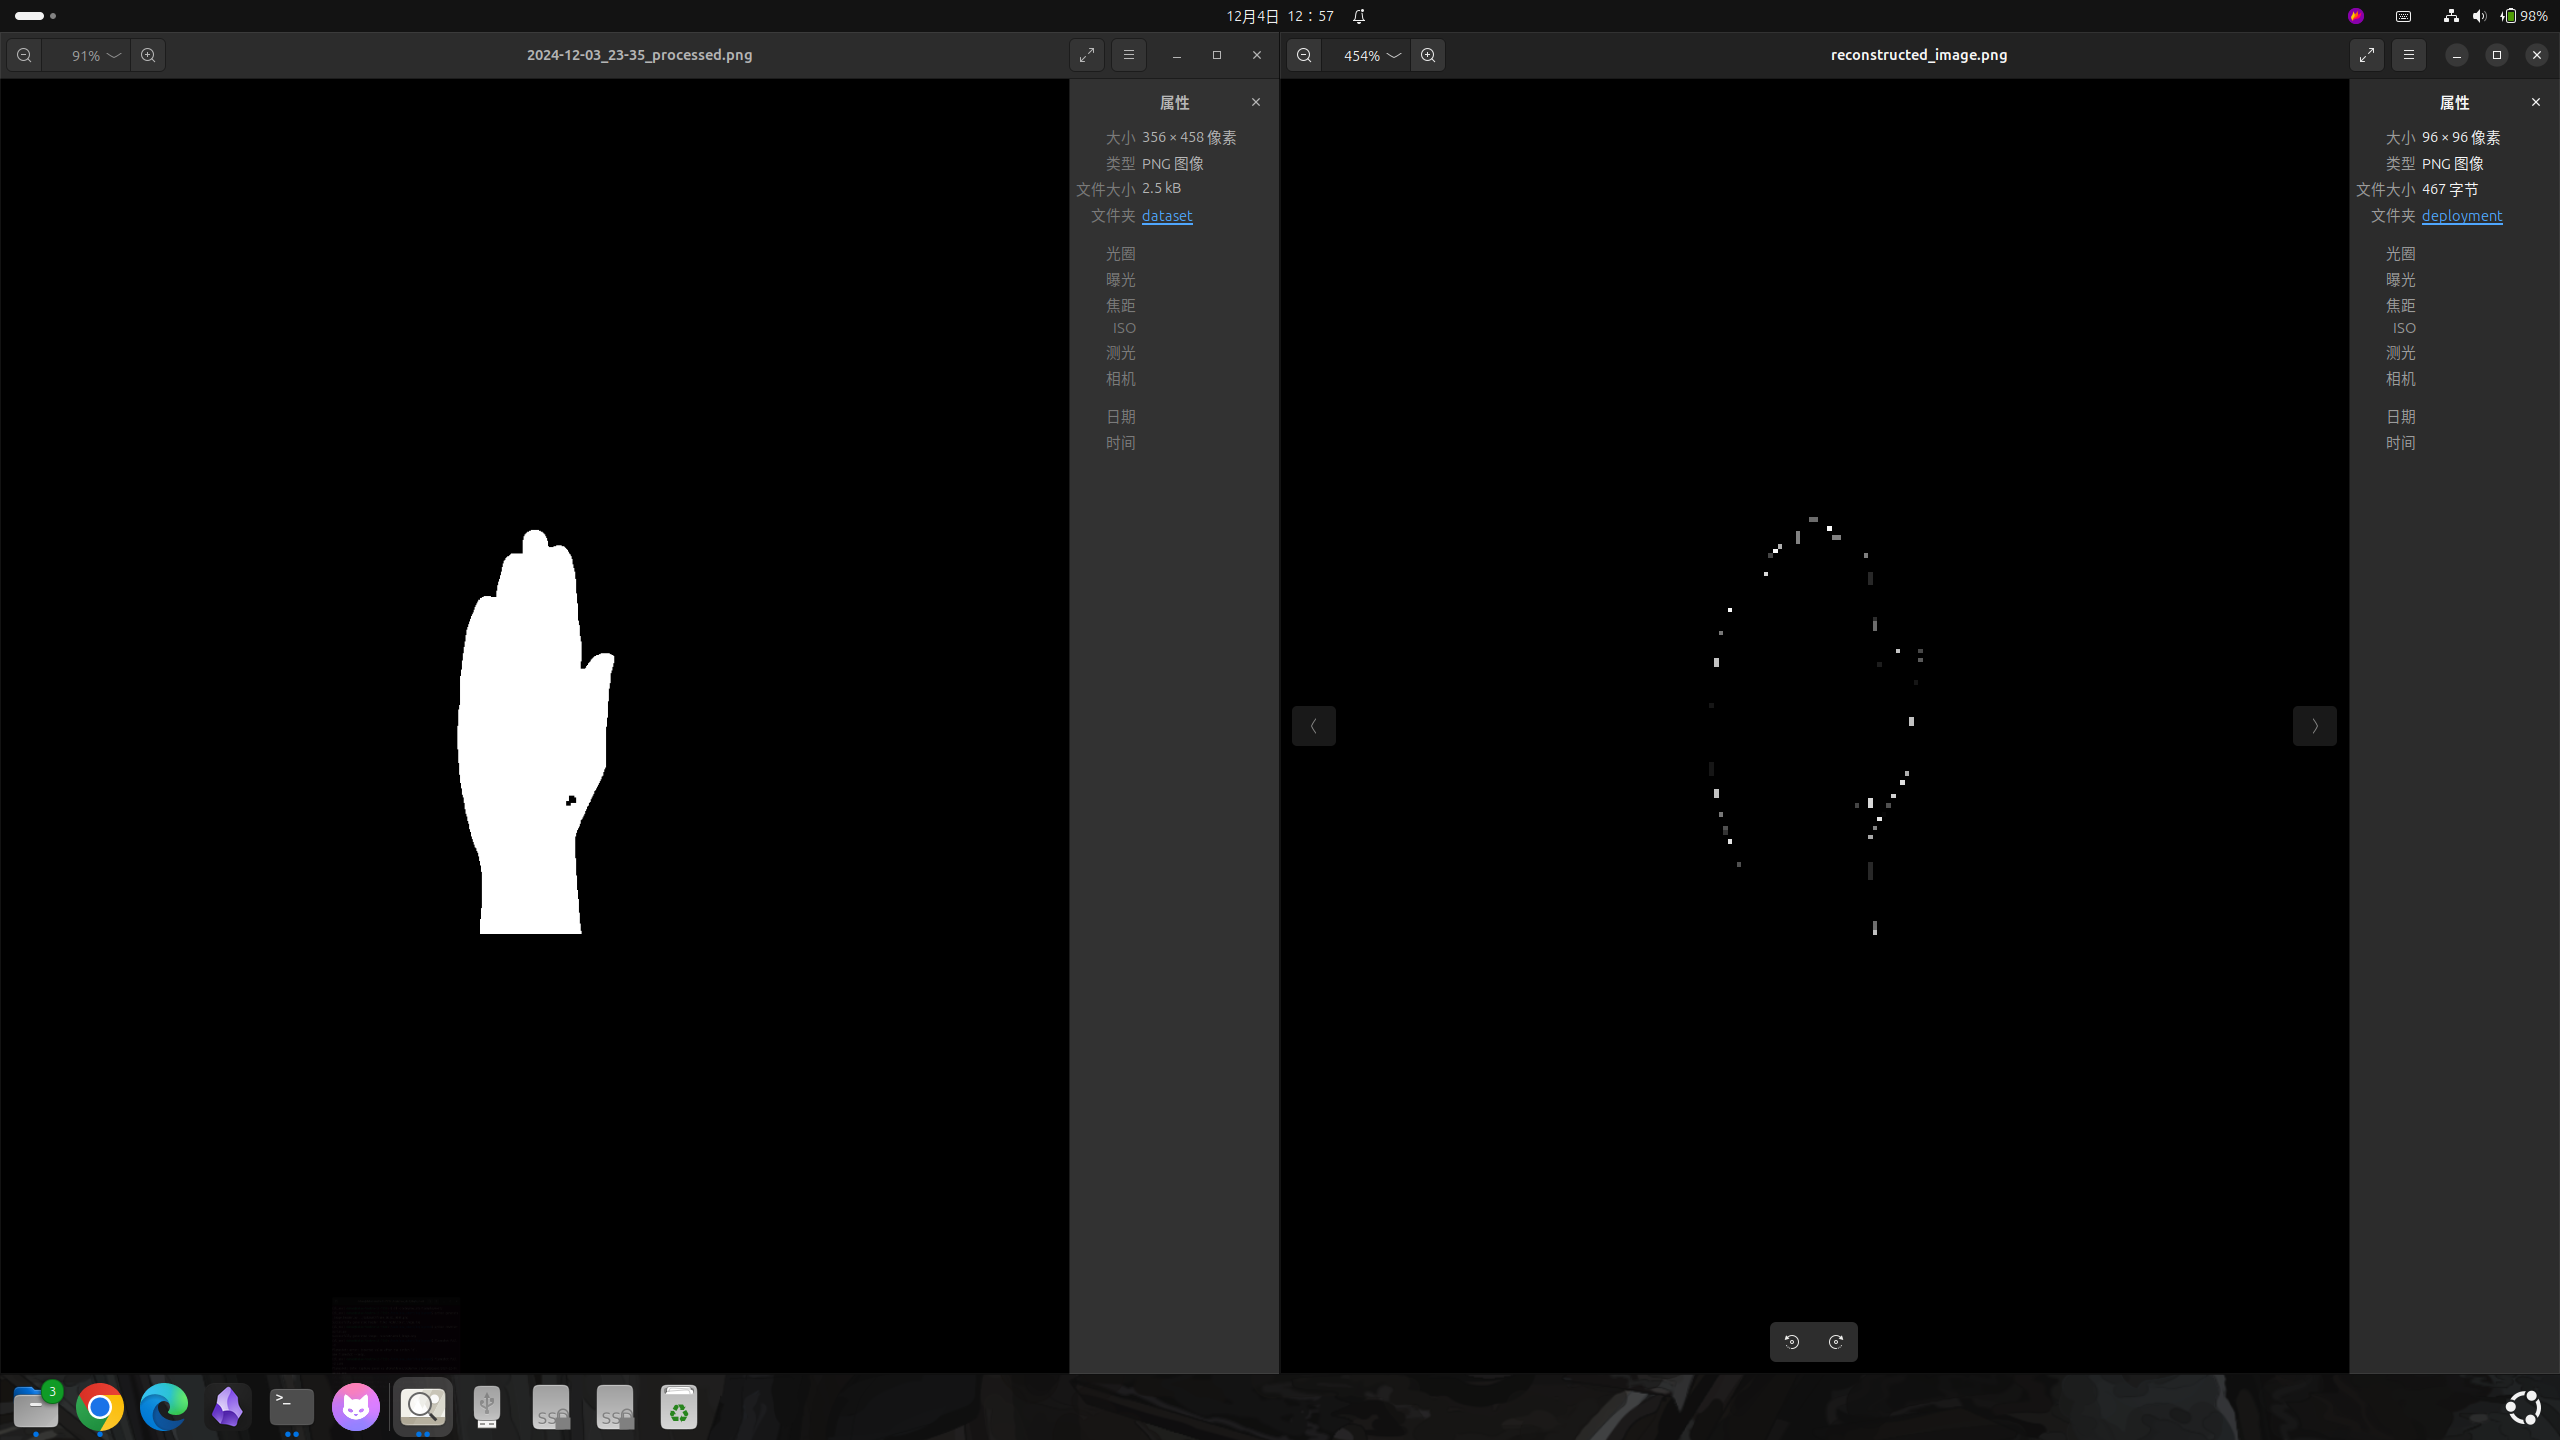 12月4日 12：57
98%
91%
2024-12-03_23-35_processed.png
属性
大小 356 × 458 像素
类型 PNG 图像
文件大小 2.5 kB
文件夹 dataset
光圈
曝光
焦距
ISO
测光
相机
日期
时间
454%
reconstructed_image.png
属性
大小 96 × 96 像素
类型 PNG 图像
文件大小 467 字节
文件夹 deployment
光圈
曝光
焦距
ISO
测光
相机
日期
时间
3
>_
SS
SS